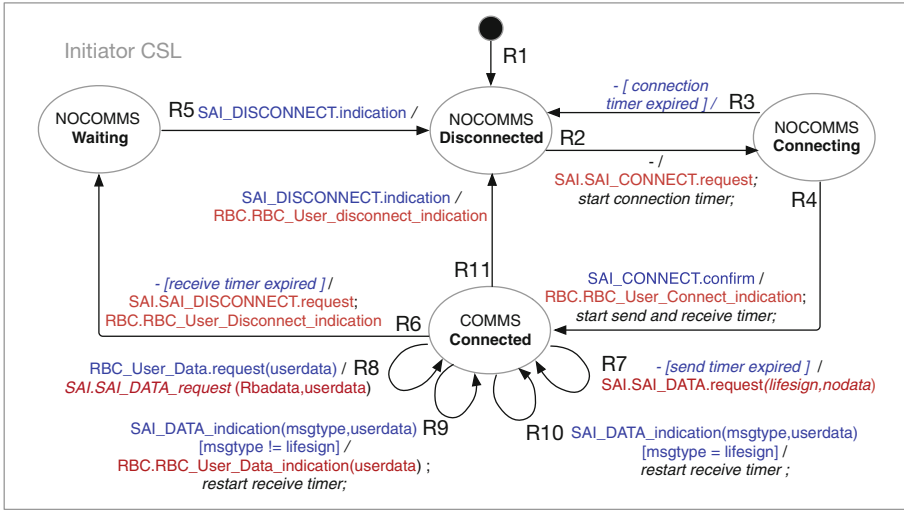 Initiator CSL
R1
NOCOMMS
Waiting
R5
SAI_DISCONNECT.indication /
NOCOMMS
Disconnected
- [ connection
timer expired ] /
R3
NOCOMMS
Connecting
R2
- /
SAI.SAI_CONNECT.request;
start connection timer;
R4
SAI_DISCONNECT.indication /
RBC.RBC_User_disconnect_indication
R11
- [receive timer expired ] /
SAI.SAI_DISCONNECT.request;
RBC.RBC_User_Disconnect_indication
R6
SAI_CONNECT.confirm /
RBC.RBC_User_Connect_indication;
start send and receive timer;
COMMS
Connected
RBC_User_Data.request(userdata) /
SAI.SAI_DATA_request (Rbadata,userdata)
R8
R7
- [send timer expired ] /
SAI.SAI_DATA.request(lifesign,nodata)
SAI_DATA_indication(msgtype,userdata)
[msgtype != lifesign] /
RBC.RBC_User_Data_indication(userdata) ;
restart receive timer;
R9
R10
SAI_DATA_indication(msgtype,userdata)
[msgtype = lifesign] /
restart receive timer ;